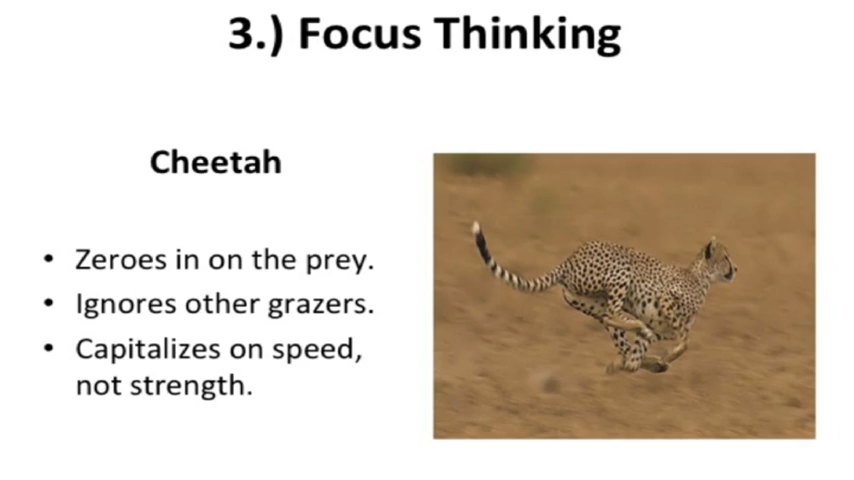 3.) Focus Thinking
Cheetah
• Zeroes in on the prey.
• Ignores other grazers.
• Capitalizes on speed,
not strength.